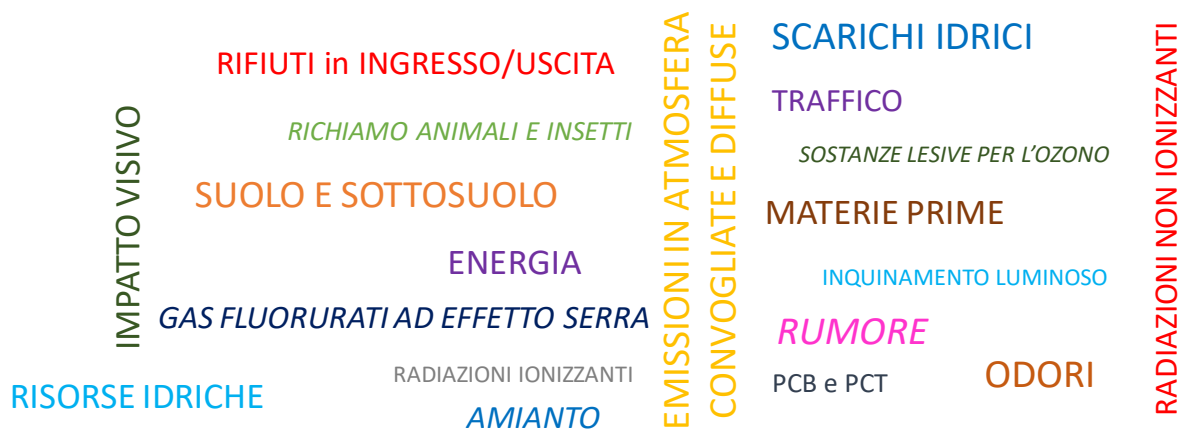 IMPATTO VISIVO
RIFIUTI in INGRESSO/USCITA
RICHIAMO ANIMALI E INSETTI
SUOLO E SOTTOSUOLO
ENERGIA
GAS FLUORURATI AD EFFETTO SERRA
RADIAZIONI IONIZZANTI
RISORSE IDRICHE
AMIANTO
EMISSIONI IN ATMOSFERA
CONVOGLIATE E DIFFUSE
SCARICHI IDRICI
TRAFFICO
SOSTANZE LESIVE PER L'OZONO
MATERIE PRIME
INQUINAMENTO LUMINOSO
RUMORE
PCB e PCT
ODORI
RADIAZIONI NON IONIZZANTI